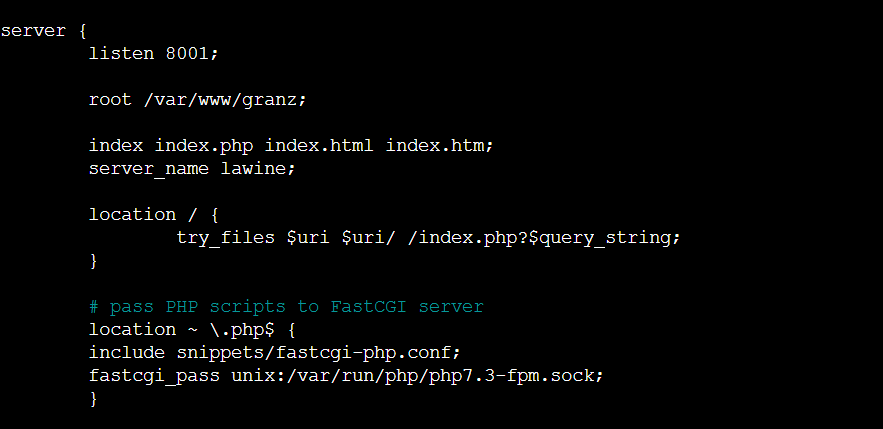 server {
listen 8001;
root /var/www/granz;
index index.php index.html index.htm;
server_name lawine;
location / {
try_files $uri $uri/ /index.php?$query_string;
}
# pass PHP scripts to FastCGI server
location ~ \.php$ {
include snippets/fastcgi-php.conf;
fastcgi_pass unix:/var/run/php/php7.3-fpm.sock;
}